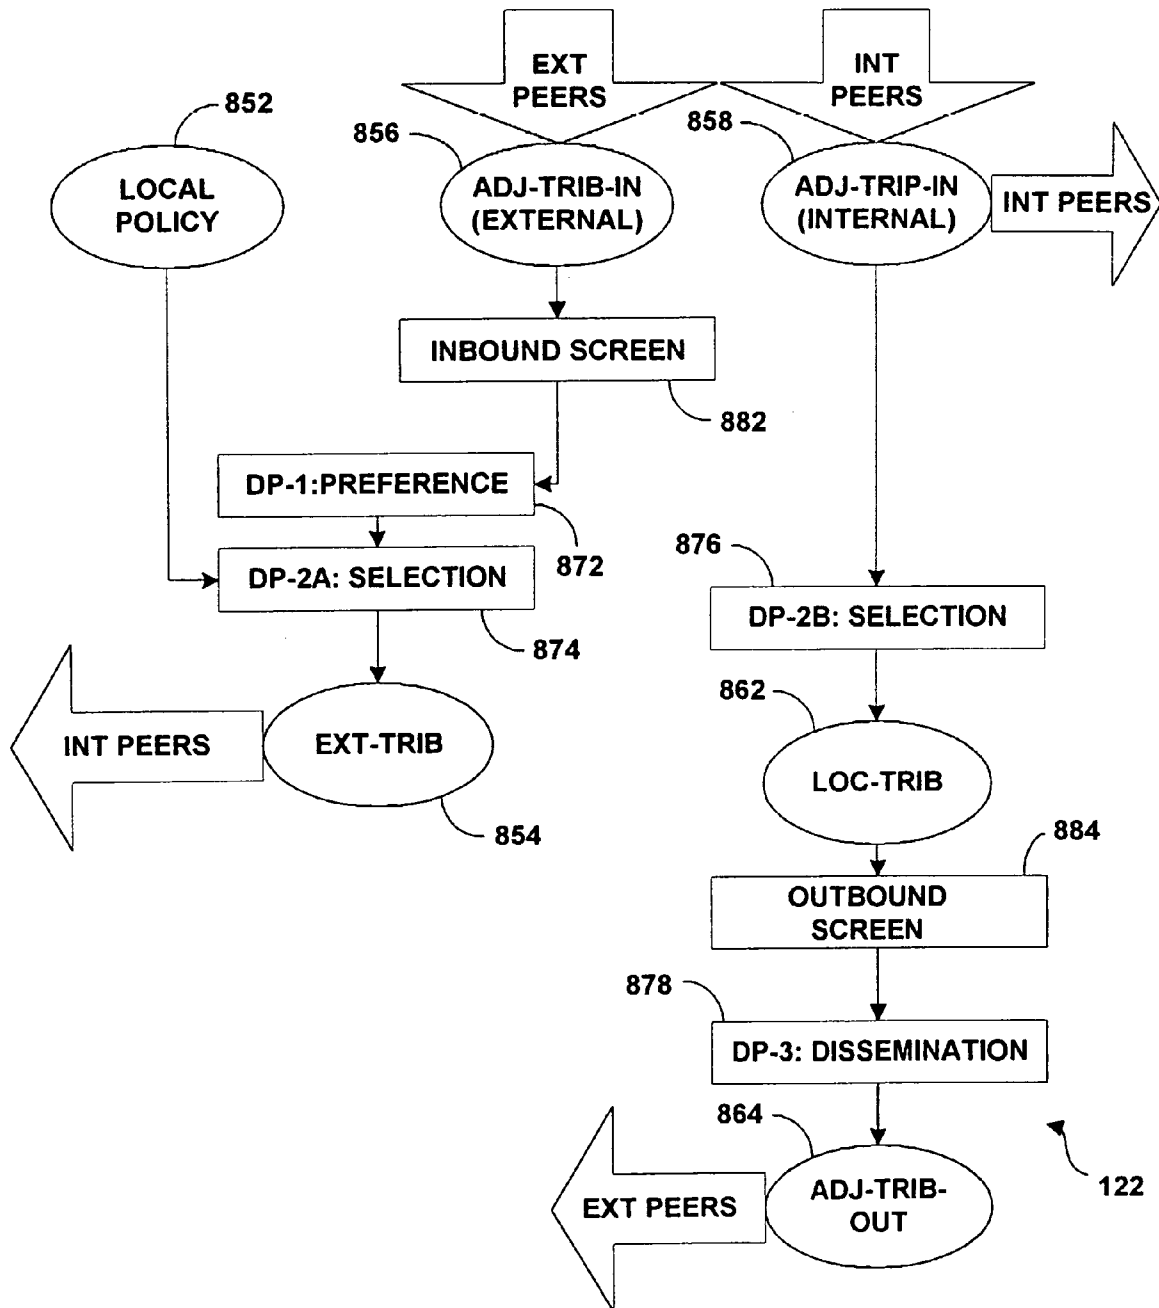 EXT
PEERS
INT
PEERS
852
856
858
LOCAL
POLICY
ADJ-TRIB-IN
(EXTERNAL)
ADJ-TRIP-IN
(INTERNAL)
INT PEERS
INBOUND SCREEN
882
DP-1:PREFERENCE
872
DP-2A: SELECTION
874
876
DP-2B: SELECTION
862
INT PEERS
EXT-TRIB
854
LOC-TRIB
884
OUTBOUND
SCREEN
878
DP-3: DISSEMINATION
864
EXT PEERS
ADJ-TRIB-
OUT
122